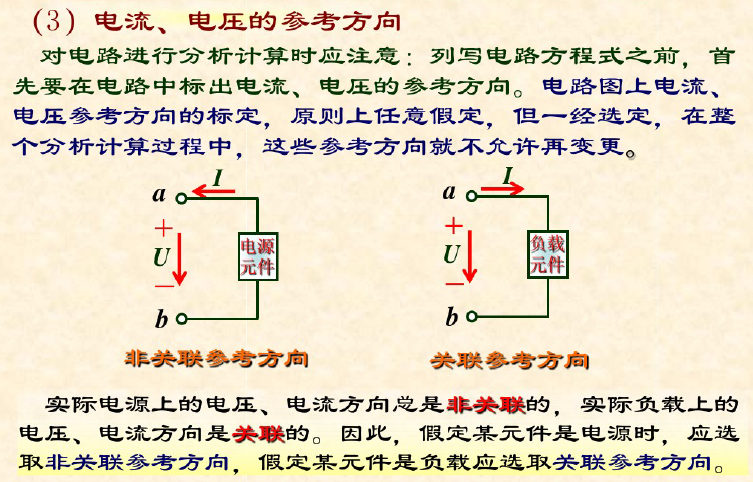 (3) 电流、电压的参考方向
对电路进行分析计算时应注意：列写电路方程式之前，首
先要在电路中标出电流、电压的参考方向。电路图上电流、
电压参考方向的标定，原则上任意假定，但一经选定，在整
个分析计算过程中，这些参考方向就不允许再变更。
a
I
+
U
−
b
电源
元件
非关联参考方向
a
I
+
U
−
b
负载
元件
关联参考方向
实际电源上的电压、电流方向总是非关联的，实际负载上的
电压、电流方向是关联的。因此，假定某元件是电源时，应选
取非关联参考方向，假定某元件是负载应选取关联参考方向。